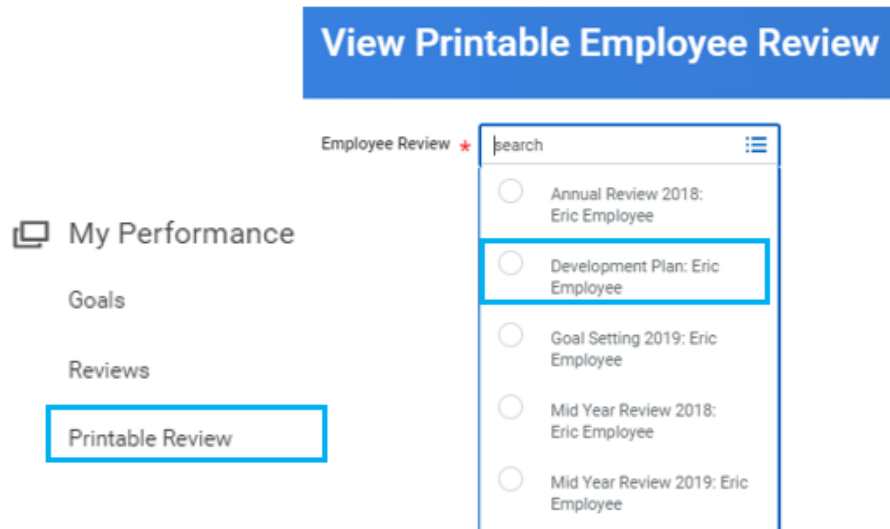 View Printable Employee Review
Employee Review *
search
Annual Review 2018:
Eric Employee
Development Plan: Eric
Employee
Goal Setting 2019: Eric
Employee
Mid Year Review 2018:
Eric Employee
Mid Year Review 2019: Eric
Employee
My Performance
Goals
Reviews
Printable Review